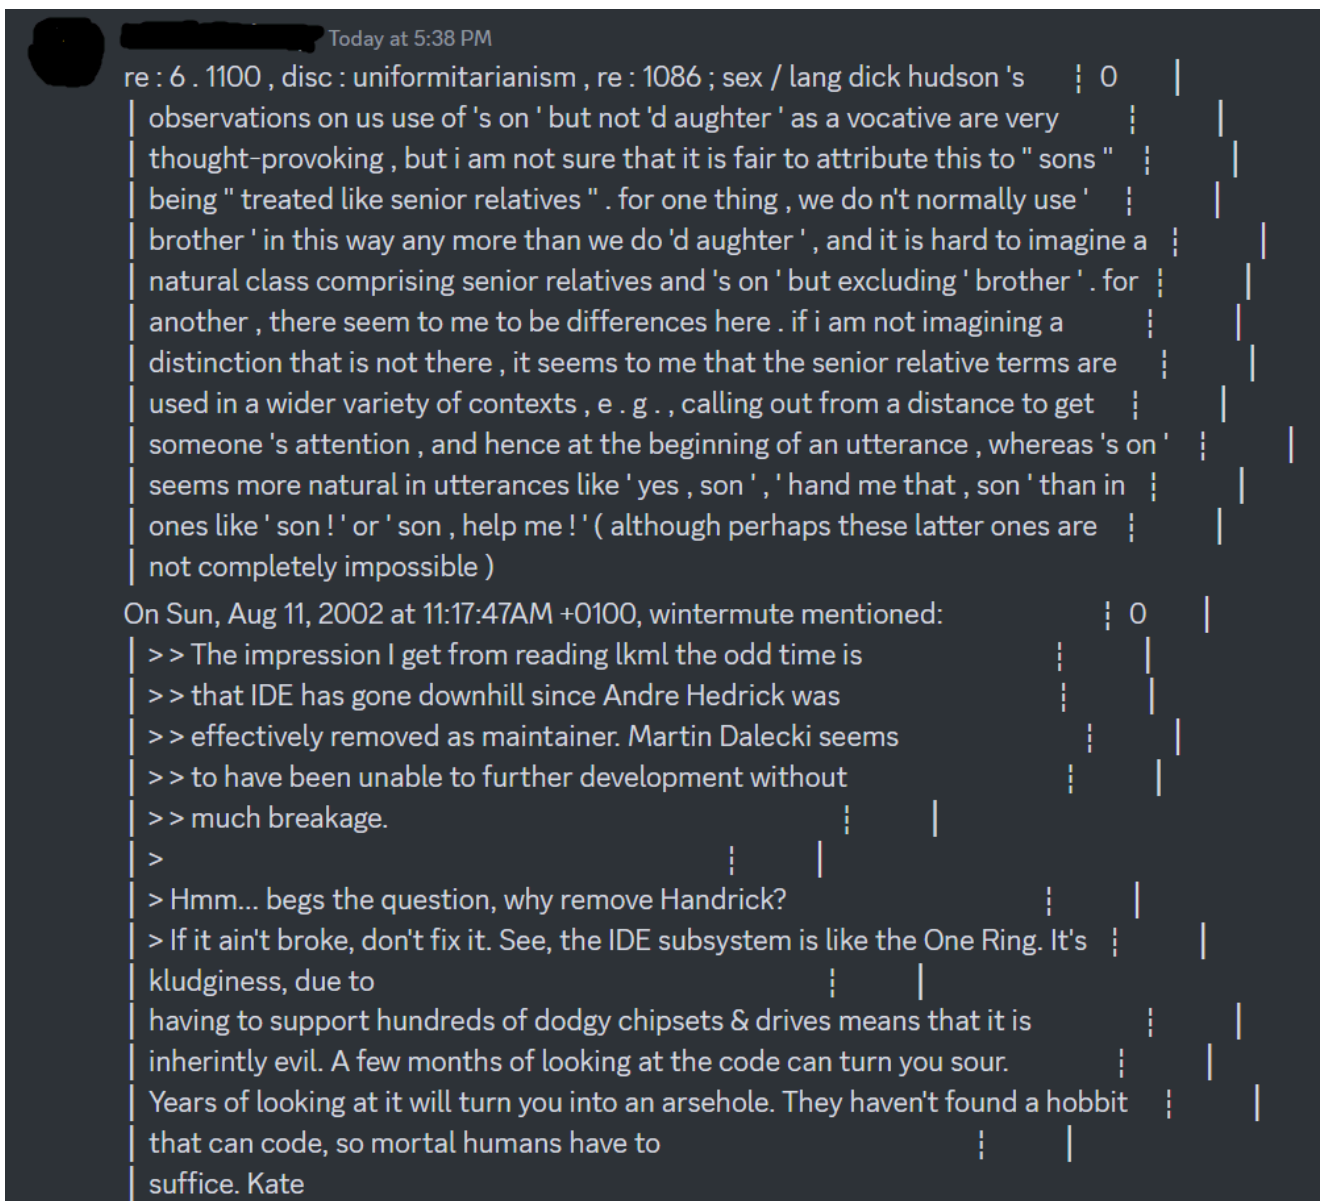 Today at 5:38 PM
re : 6 . 1100 , disc : uniformitarianism , re : 1086 ; sex / lang dick hudson 's ┆ 0 │
│ observations on us use of 's on ' but not 'd aughter ' as a vocative are very ┆ │
│ thought-provoking , but i am not sure that it is fair to attribute this to " sons " ┆ │
│ being " treated like senior relatives " . for one thing , we do n't normally use ' ┆ │
│ brother ' in this way any more than we do 'd aughter ' , and it is hard to imagine a ┆ │
│ natural class comprising senior relatives and 's on ' but excluding ' brother ' . for ┆ │
│ another , there seem to me to be differences here . if i am not imagining a ┆ │
│ distinction that is not there , it seems to me that the senior relative terms are ┆ │
│ used in a wider variety of contexts , e . g . , calling out from a distance to get ┆ │
│ someone 's attention , and hence at the beginning of an utterance , whereas 's on ' ┆ │
│ seems more natural in utterances like ' yes , son ' , ' hand me that , son ' than in ┆ │
│ ones like ' son ! ' or ' son , help me ! ' ( although perhaps these latter ones are ┆ │
│ not completely impossible )
On Sun, Aug 11, 2002 at 11:17:47AM +0100, wintermute mentioned: ┆ 0 │
│ > > The impression I get from reading lkml the odd time is ┆ │
│ > > that IDE has gone downhill since Andre Hedrick was ┆ │
│ > > effectively removed as maintainer. Martin Dalecki seems ┆ │
│ > > to have been unable to further development without ┆ │
│ > > much breakage. ┆ │
│ > ┆ │
│ > Hmm... begs the question, why remove Handrick? ┆ │
│ > If it ain't broke, don't fix it. See, the IDE subsystem is like the One Ring. It's ┆ │
│ kludginess, due to ┆ │
│ having to support hundreds of dodgy chipsets & drives means that it is ┆ │
│ inherintly evil. A few months of looking at the code can turn you sour. ┆ │
│ Years of looking at it will turn you into an arsehole. They haven't found a hobbit ┆ │
│ that can code, so mortal humans have to ┆ │
│ suffice. Kate